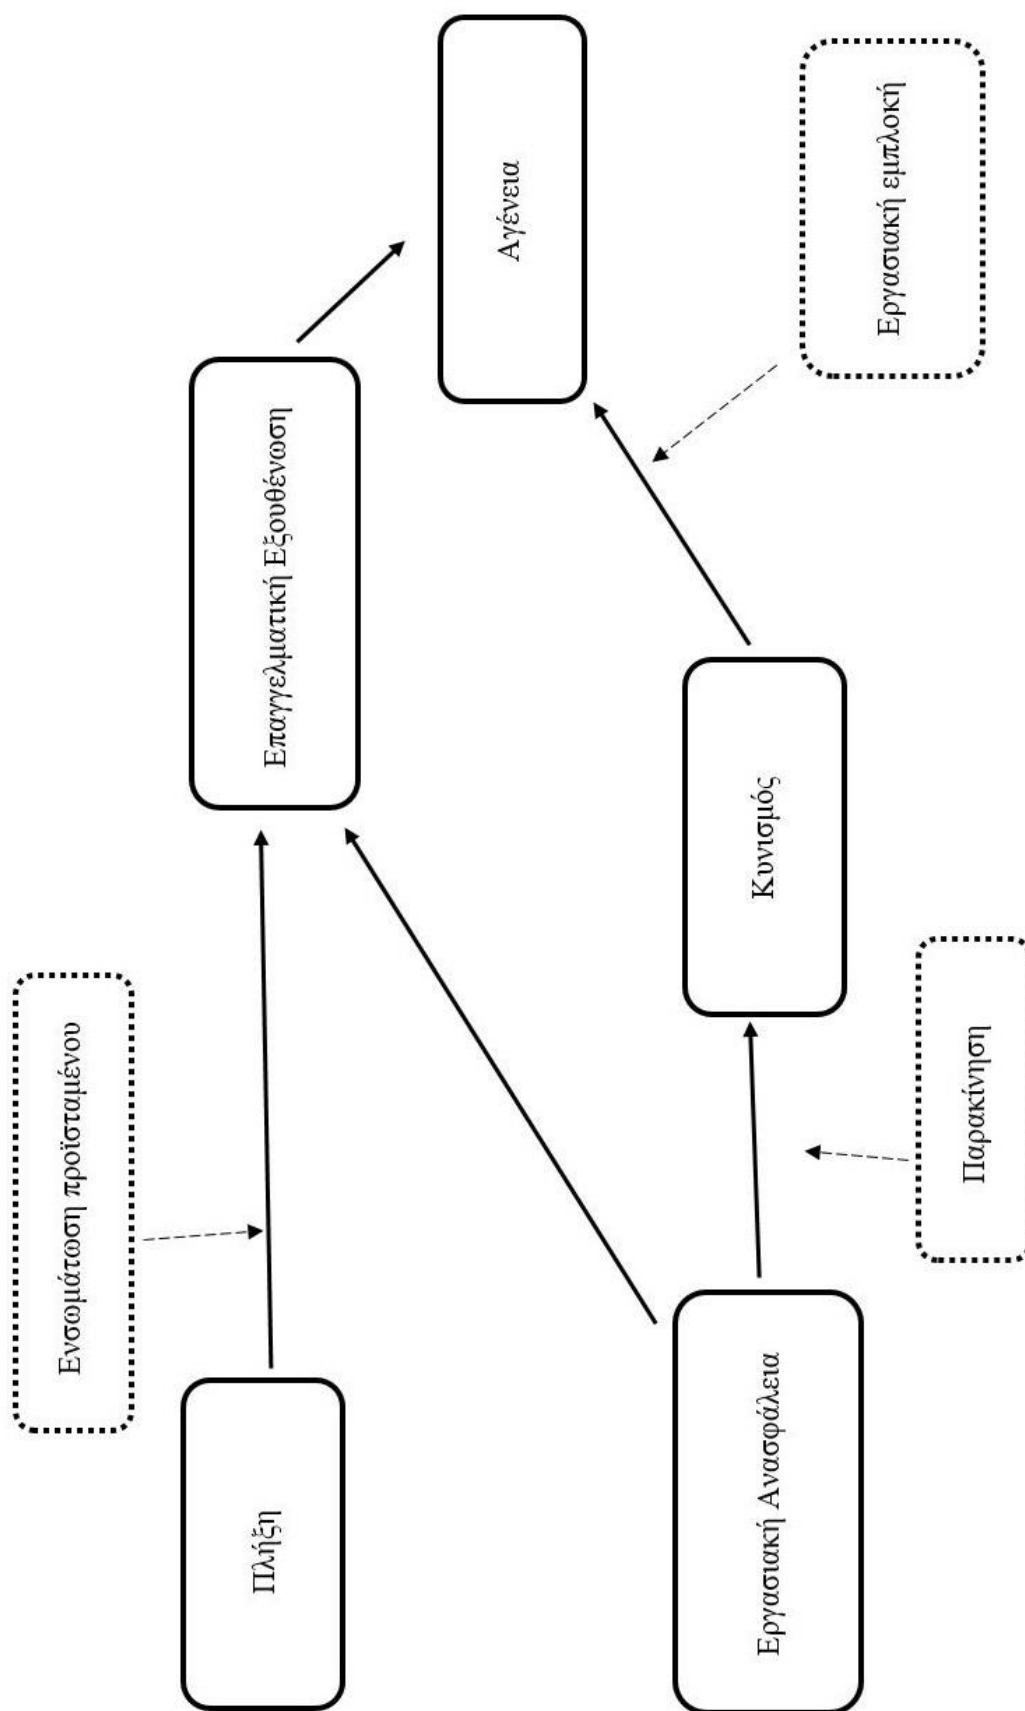 Ενσωμάτωση προϊσταμένου
Πλήξη
Επαγγελματική Εξουθένωση
Αγένεια
Εργασιακή Ανασφάλεια
Κυνισμός
Εργασιακή εμπλοκή
Παρακίνηση